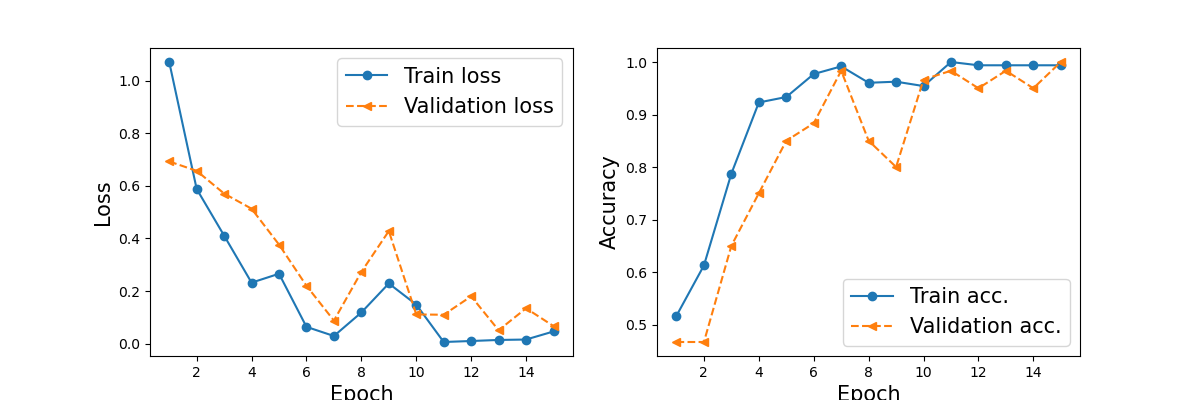 Train loss
Validation loss
1.0
0.8
0.6
0.4
0.2
0.0
Loss
2 4 6 8 10 12 14
Epoch
1.0
0.9
0.8
0.7
0.6
0.5
Accuracy
Train acc.
Validation acc.
2 4 6 8 10 12 14
Epoch